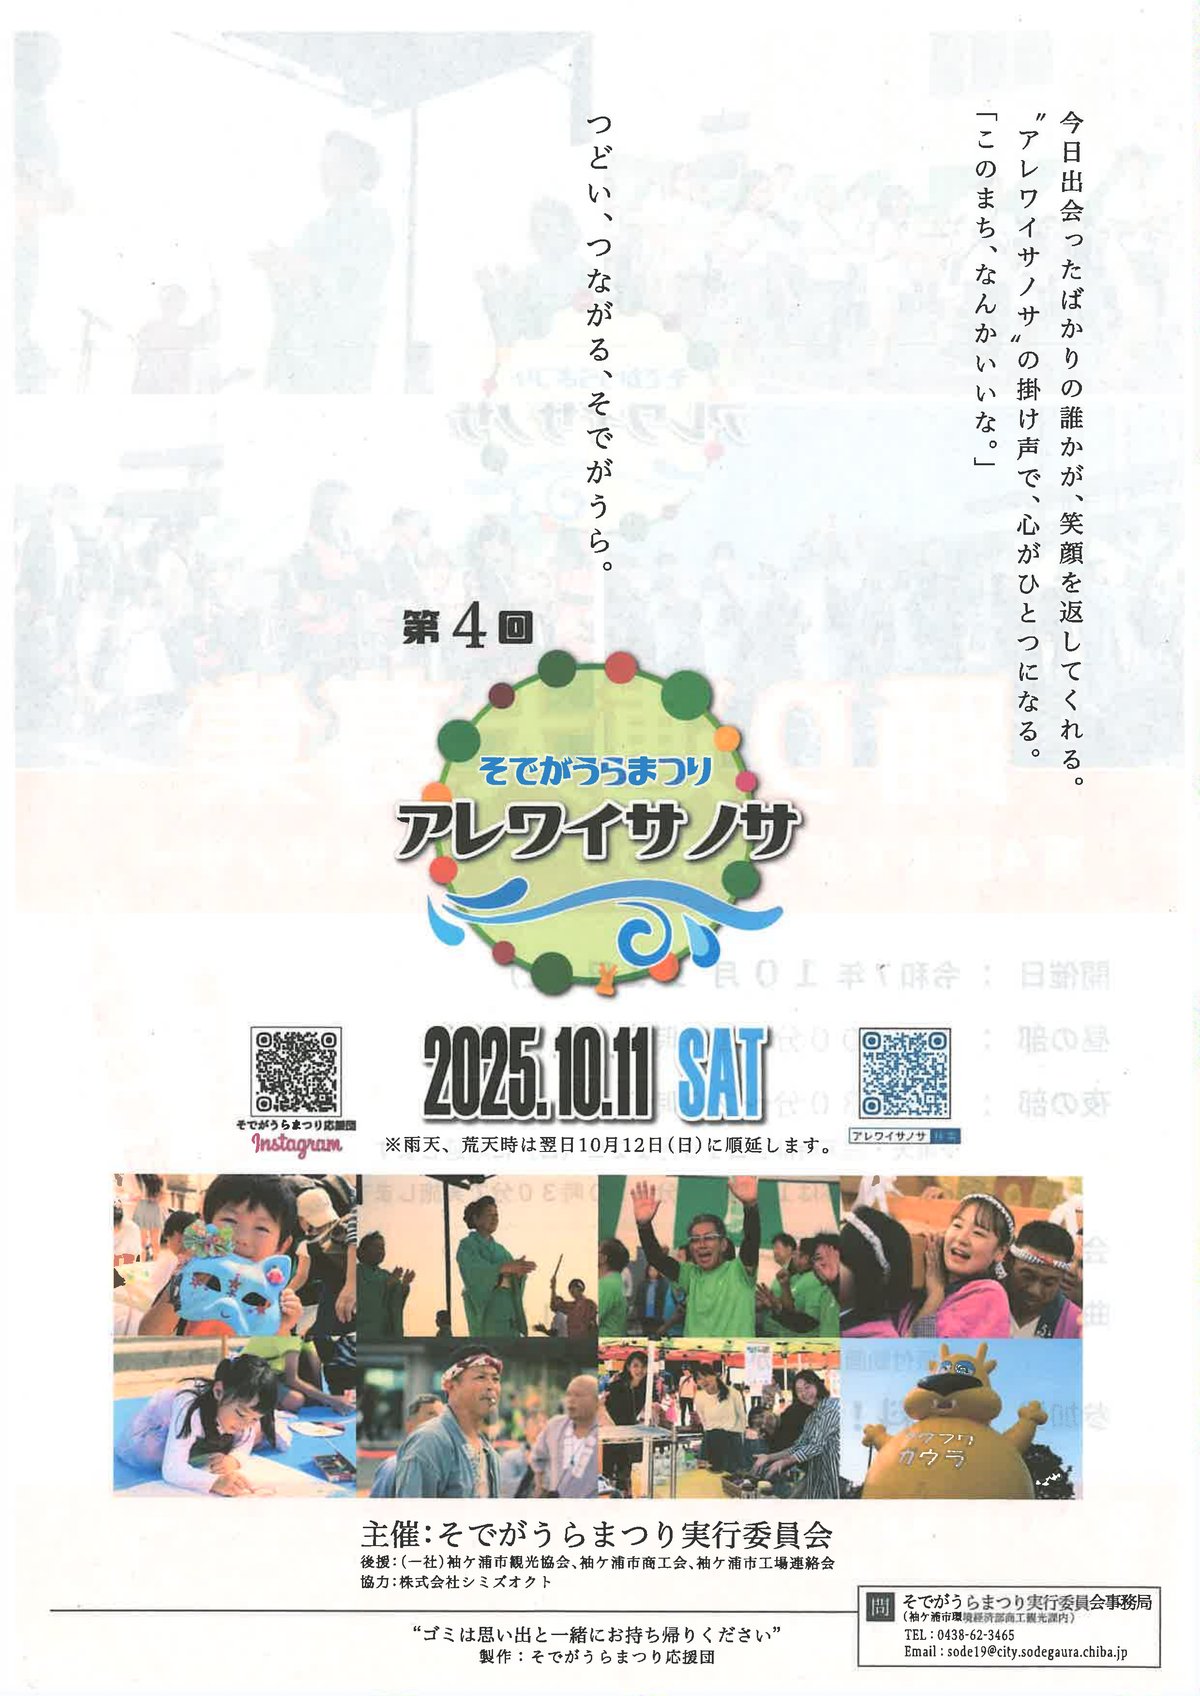 今日出会ったばかりの誰かが、笑顔を返してくれる。
〝アレワイサノサ〟の掛け声で、心がひとつになる。
「このまち、なんかいいな。」
つどい、つながる、そでがうら。
第4回
そでがうらまつり
アレワイサノサ
2025.10.11 SAT
※雨天、荒天時は翌日10月12日(日)に順延します。
そでがうらまつり応援団
Instagram
アレワイサノサ 検索
カウラ
主催:そでがうらまつり実行委員会
後援:(一社)袖ケ浦市観光協会、袖ケ浦市商工会、袖ケ浦市工場連絡会
協力:株式会社シミズオクト
“ゴミは思い出と一緒にお持ち帰りください”
製作:そでがうらまつり応援団
問 そでがうらまつり実行委員会事務局
(袖ケ浦市環境経済部商工観光課内)
TEL:0438-62-3465
Email:sode19@city.sodegaura.chiba.jp